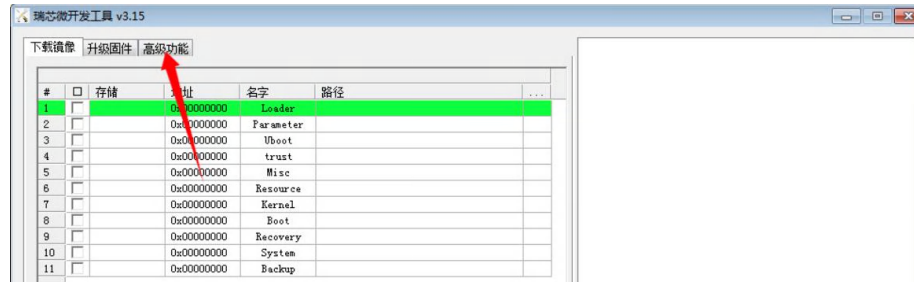 瑞芯微开发工具 v3.15
下载镜像 升级固件 高级功能
# 存储 地址 名字 路径 ...
1 0x00000000 Loader
2 0x00000000 Parameter
3 0x00000000 Uboot
4 0x00000000 trust
5 0x00000000 Misc
6 0x00000000 Resource
7 0x00000000 Kernel
8 0x00000000 Boot
9 0x00000000 Recovery
10 0x00000000 System
11 0x00000000 Backup